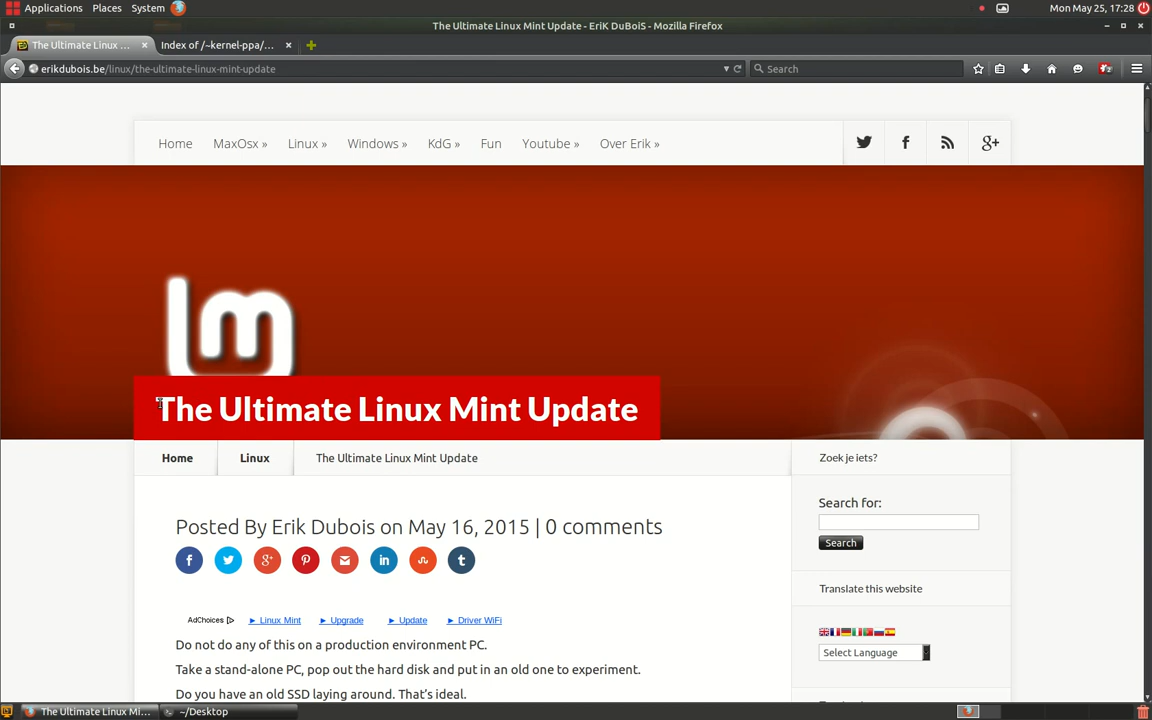 Applications Places System Mon May 25, 17:28
The Ultimate Linux Mint Update - EriK DuBoiS - Mozilla Firefox
The Ultimate Linux ... Index of /~kernel-ppa/...
erikdubois.be/linux/the-ultimate-linux-mint-update Search
Home MaxOsx » Linux » Windows » KdG » Fun Youtube » Over Erik »
lm
The Ultimate Linux Mint Update
Home Linux The Ultimate Linux Mint Update
Zoek je iets?
Posted By Erik Dubois on May 16, 2015 | 0 comments
Search for:
Search
Translate this website
AdChoices ► Linux Mint ► Upgrade ► Update ► Driver WiFi
Do not do any of this on a production environment PC.
Select Language
Take a stand-alone PC, pop out the hard disk and put in an old one to experiment.
Do you have an old SSD laying around. That's ideal.
The Ultimate Linux Mi... ~/Desktop